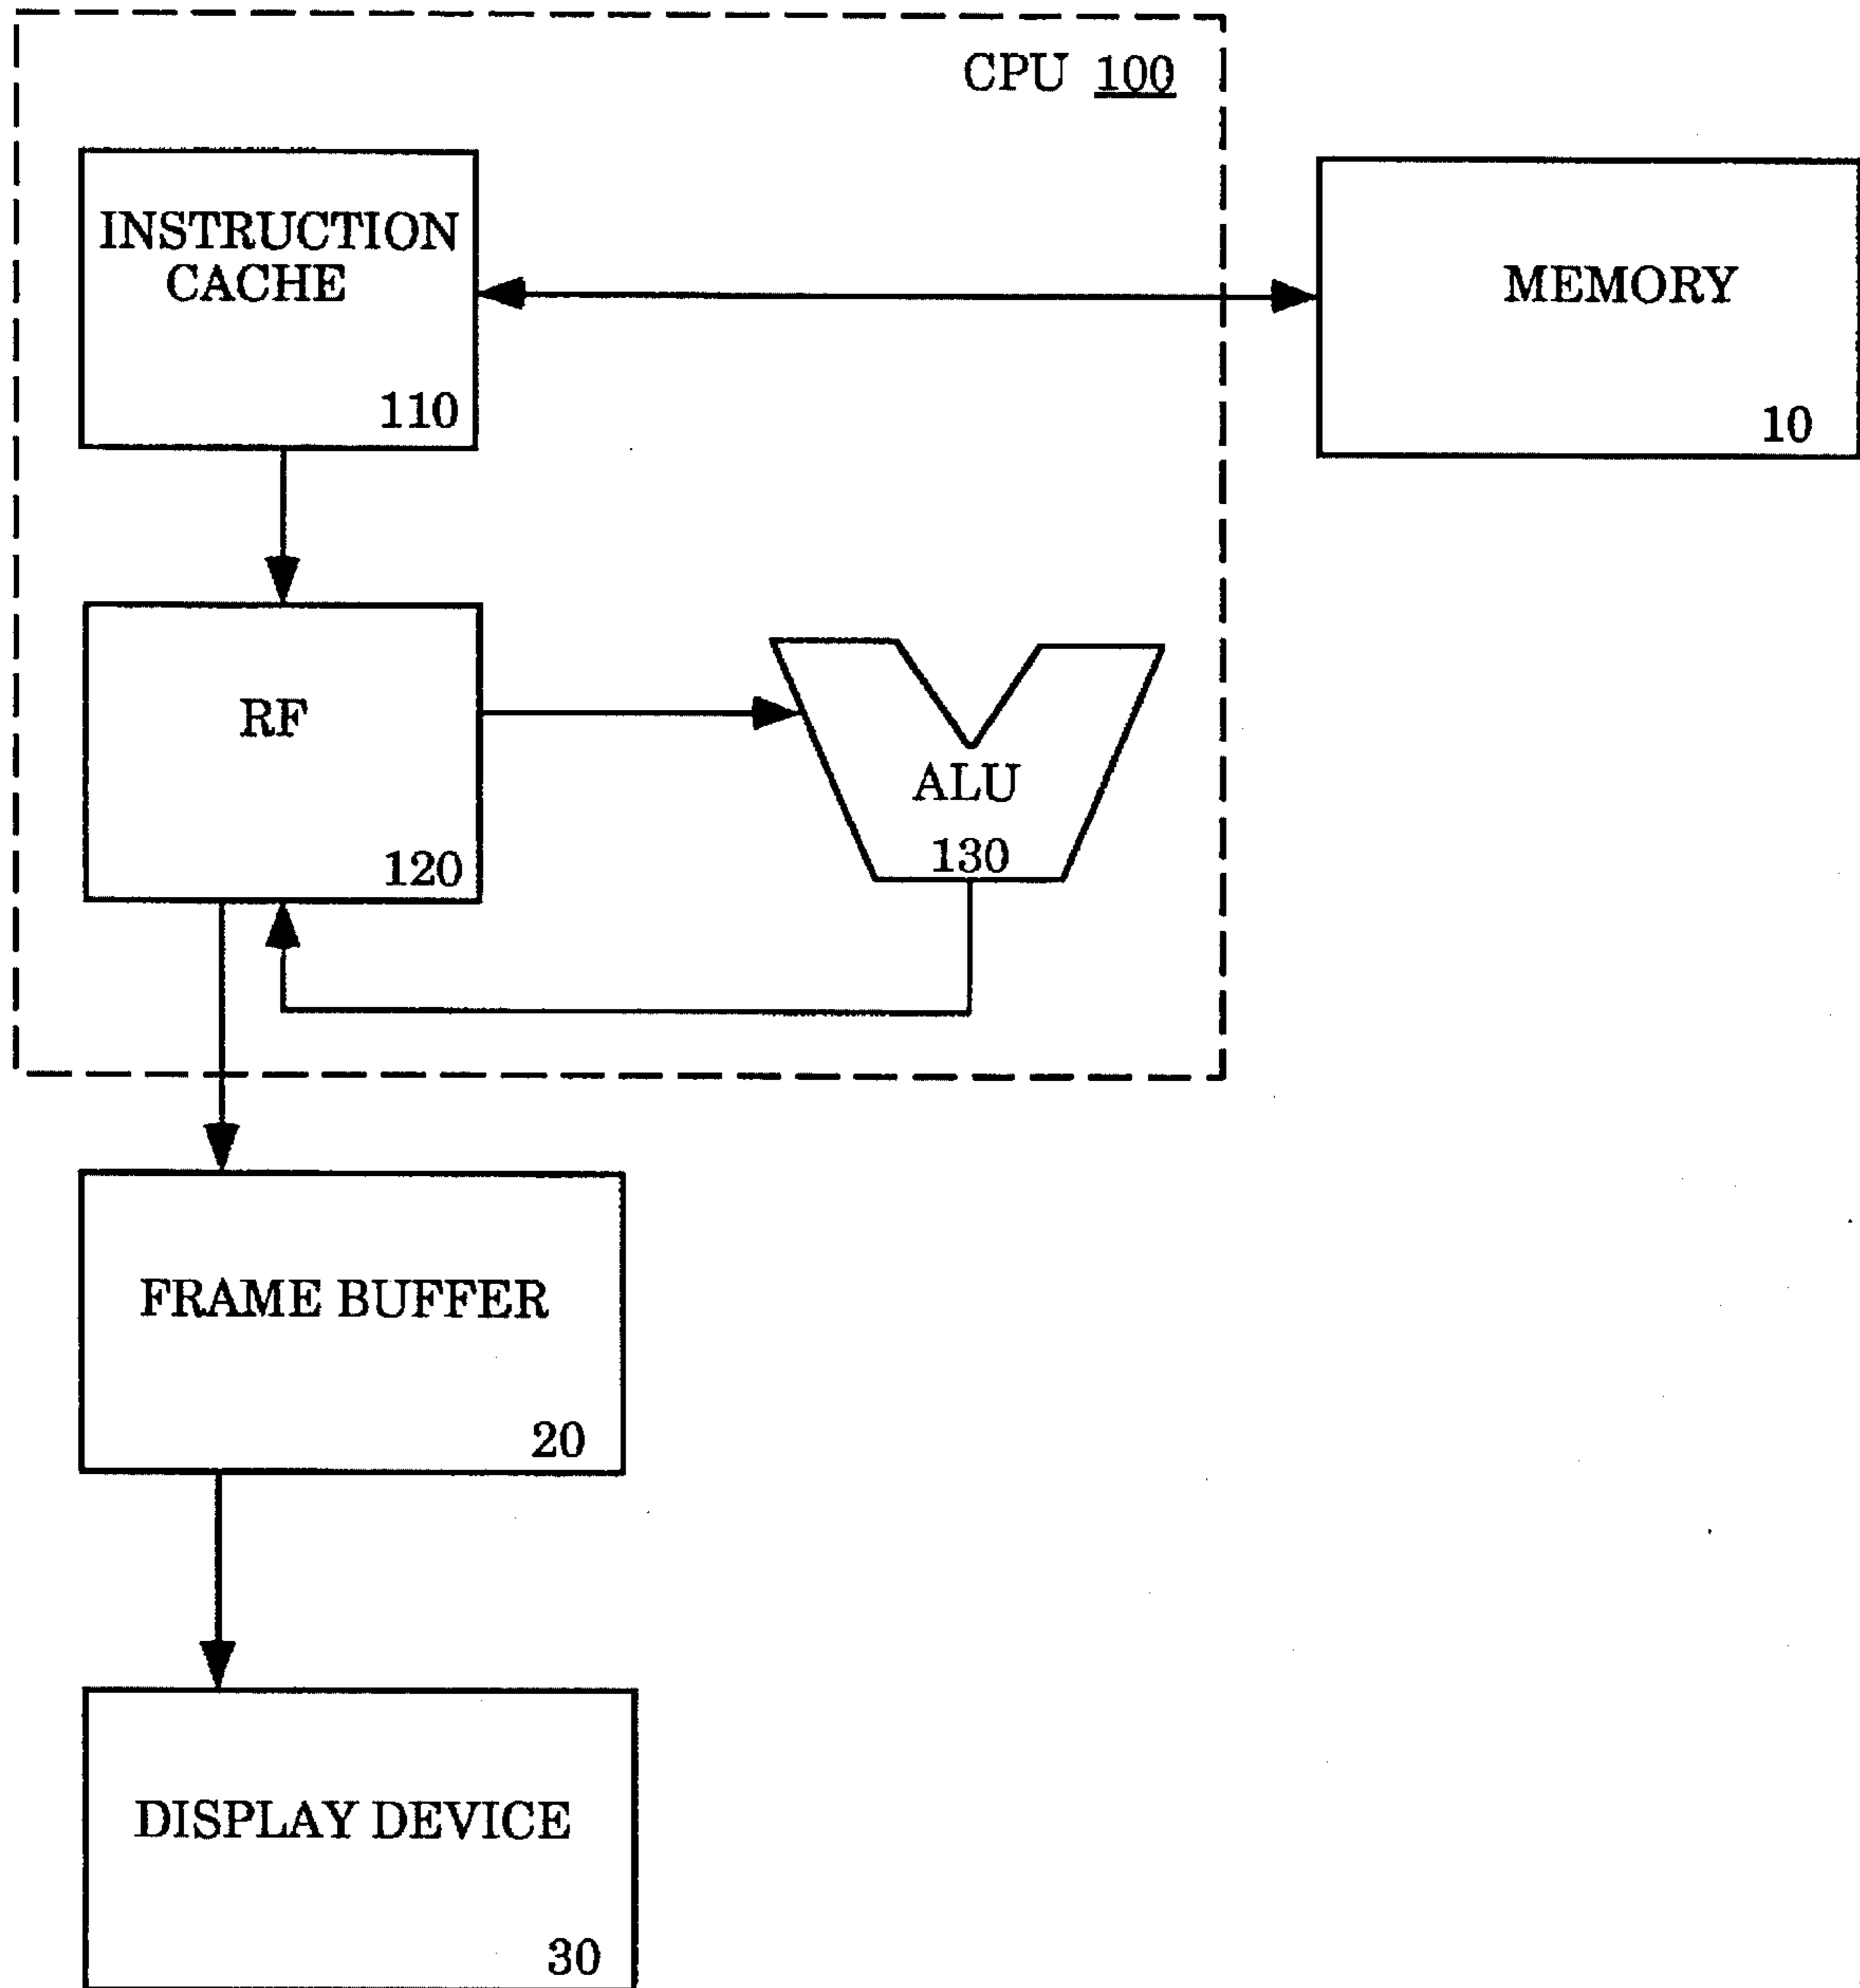 CPU 100
INSTRUCTION
CACHE
110
MEMORY
10
RF
120
ALU
130
FRAME BUFFER
20
DISPLAY DEVICE
30